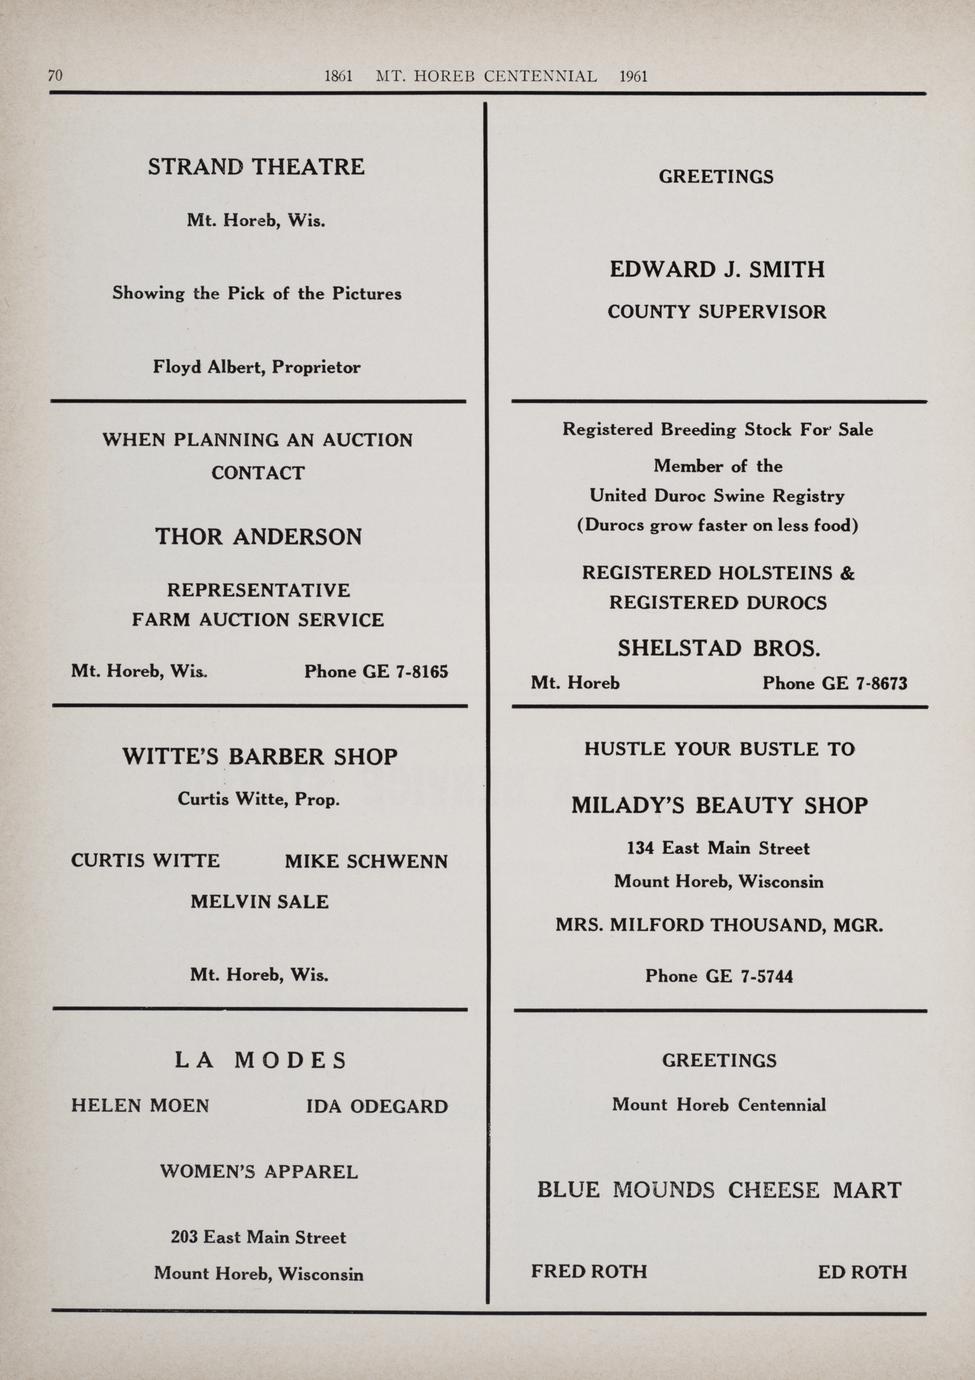 70
1861 MT. HOREB CENTENNIAL 1961
STRAND THEATRE
Mt. Horeb, Wis.
Showing the Pick of the Pictures
Floyd Albert, Proprietor
WHEN PLANNING AN AUCTION
CONTACT
THOR ANDERSON
REPRESENTATIVE
FARM AUCTION SERVICE
Mt. Horeb, Wis. Phone GE 7-8165
WITTE'S BARBER SHOP
Curtis Witte, Prop.
CURTIS WITTE MIKE SCHWENN
MELVIN SALE
Mt. Horeb, Wis.
LA MODES
HELEN MOEN IDA ODEGARD
WOMEN'S APPAREL
203 East Main Street
Mount Horeb, Wisconsin
GREETINGS
EDWARD J. SMITH
COUNTY SUPERVISOR
Registered Breeding Stock For Sale
Member of the
United Duroc Swine Registry
(Durocs grow faster on less food)
REGISTERED HOLSTEINS &
REGISTERED DUROCS
SHELSTAD BROS.
Mt. Horeb Phone GE 7-8673
HUSTLE YOUR BUSTLE TO
MILADY'S BEAUTY SHOP
134 East Main Street
Mount Horeb, Wisconsin
MRS. MILFORD THOUSAND, MGR.
Phone GE 7-5744
GREETINGS
Mount Horeb Centennial
BLUE MOUNDS CHEESE MART
FRED ROTH ED ROTH